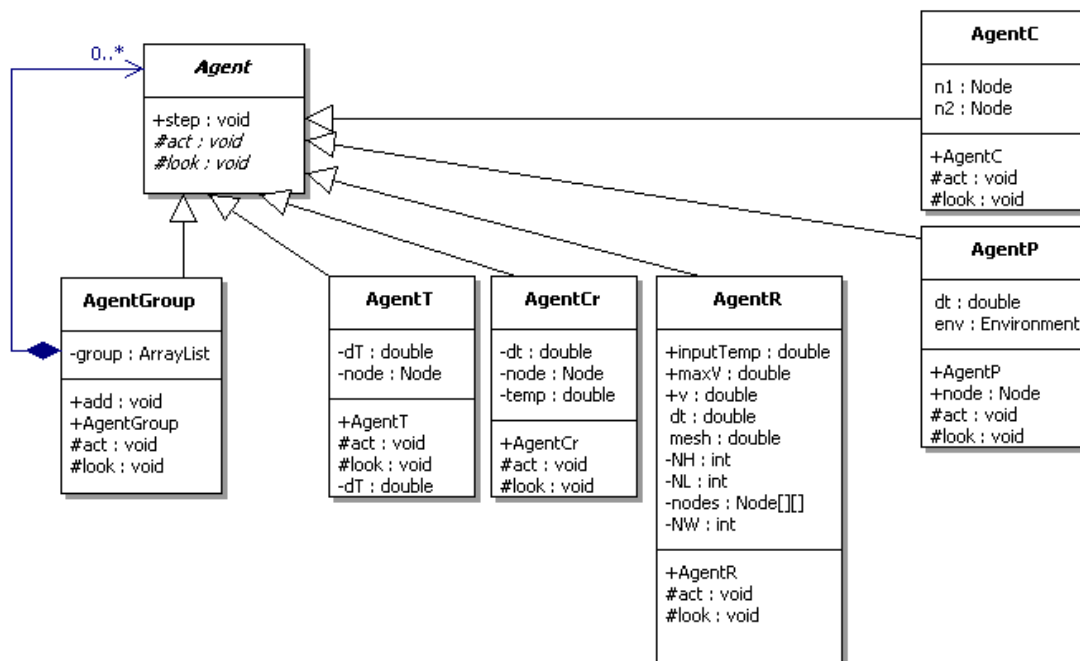 0..*
Agent
+step : void
#act : void
#look : void
AgentC
n1 : Node
n2 : Node
+AgentC
#act : void
#look : void
AgentP
dt : double
env : Environment
+AgentP
+node : Node
#act : void
#look : void
AgentGroup
-group : ArrayList
+add : void
+AgentGroup
#act : void
#look : void
AgentT
-dT : double
-node : Node
+AgentT
#act : void
#look : void
-dT : double
AgentCr
-dt : double
-node : Node
-temp : double
+AgentCr
#act : void
#look : void
AgentR
+inputTemp : double
+maxV : double
+v : double
dt : double
mesh : double
-NH : int
-NL : int
-nodes : Node[][]
-NW : int
+AgentR
#act : void
#look : void